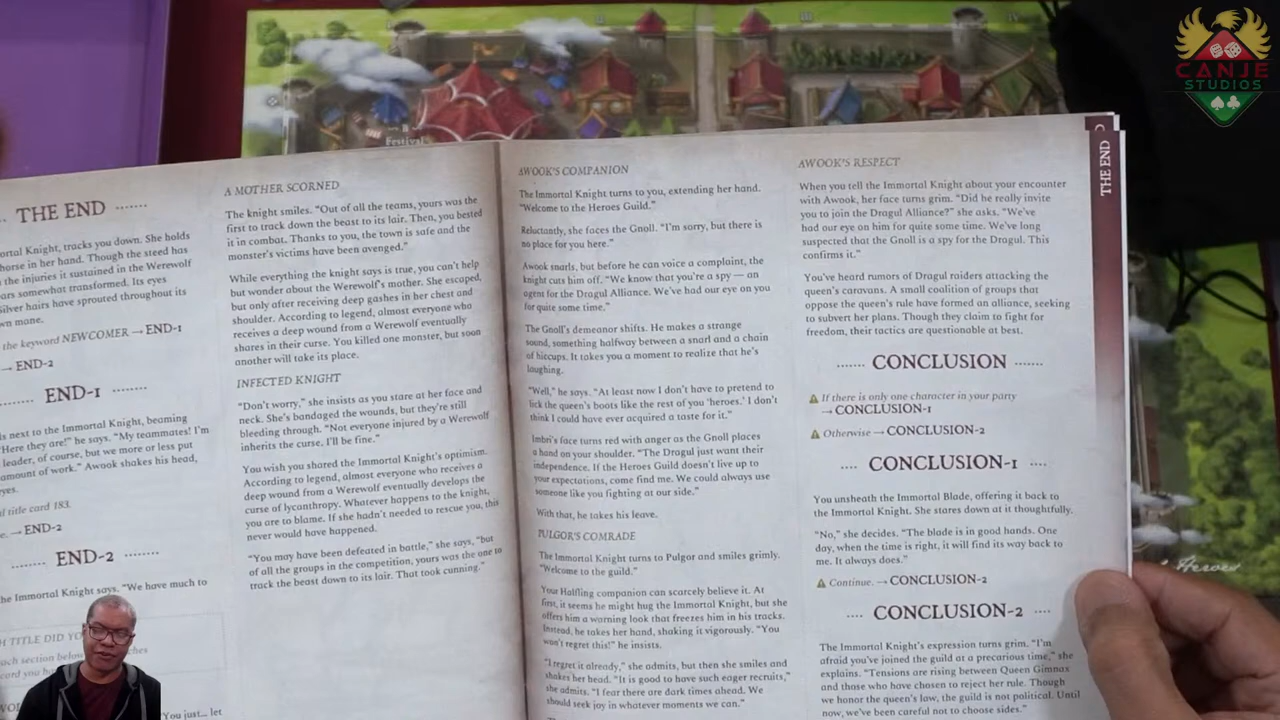 CANJE
STUDIOS
Festival
THE END
THE END
ortal Knight, tracks you down. She holds
horse in her hand. Though the steed has
the injuries it sustained in the Werewolf
ars somewhat transformed. Its eyes
ilver hairs have sprouted throughout its
wn mane.
the keyword NEWCOMER → END-1
→ END-2
END-1
ls next to the Immortal Knight, beaming
"Here they are!" he says. "My teammates! I'm
leader, of course, but we more or less put
amount of work." Awook shakes his head,
yes.
al title card 183.
e. → END-2
END-2
the Immortal Knight says. "We have much to
H TITLE DID YO
ach section below
card you ha
You just... let
A MOTHER SCORNED
The knight smiles. "Out of all the teams, yours was the
first to track down the beast to its lair. Then, you bested
it in combat. Thanks to you, the town is safe and the
monster's victims have been avenged."
While everything the knight says is true, you can't help
but wonder about the Werewolf's mother. She escaped,
but only after receiving deep gashes in her chest and
shoulder. According to legend, almost everyone who
receives a deep wound from a Werewolf eventually
shares in their curse. You killed one monster, but soon
another will take its place.
INFECTED KNIGHT
"Don't worry," she insists as you stare at her face and
neck. She's bandaged the wounds, but they're still
bleeding through. "Not everyone injured by a Werewolf
inherits the curse. I'll be fine."
You wish you shared the Immortal Knight's optimism.
According to legend, almost everyone who receives a
deep wound from a Werewolf eventually develops the
curse of lycanthropy. Whatever happens to the knight,
you are to blame. If she hadn't needed to rescue you, this
never would have happened.
"You may have been defeated in battle," she says, "but
of all the groups in the competition, yours was the one to
track the beast down to its lair. That took cunning."
AWOOK'S COMPANION
The Immortal Knight turns to you, extending her hand.
"Welcome to the Heroes Guild."
Reluctantly, she faces the Gnoll. "I'm sorry, but there is
no place for you here."
Awook snarls, but before he can voice a complaint, the
knight cuts him off. "We know that you're a spy — an
agent for the Dragul Alliance. We've had our eye on you
for quite some time."
The Gnoll's demeanor shifts. He makes a strange
sound, something halfway between a snarl and a chain
of hiccups. It takes you a moment to realize that he's
laughing.
"Well," he says. "At least now I don't have to pretend to
lick the queen's boots like the rest of you 'heroes.' I don't
think I could have ever acquired a taste for it."
Imbri's face turns red with anger as the Gnoll places
a hand on your shoulder. "The Dragul just want their
independence. If the Heroes Guild doesn't live up to
your expectations, come find me. We could always use
someone like you fighting at our side."
With that, he takes his leave.
PULGOR'S COMRADE
The Immortal Knight turns to Pulgor and smiles grimly.
"Welcome to the guild."
Your Halfling companion can scarcely believe it. At
first, it seems he might hug the Immortal Knight, but she
offers him a warning look that freezes him in his tracks.
Instead, he takes her hand, shaking it vigorously. "You
won't regret this!" he insists.
"I regret it already," she admits, but then she smiles and
shakes her head. "It is good to have such eager recruits,"
she admits. "I fear there are dark times ahead. We
should seek joy in whatever moments we can."
AWOOK'S RESPECT
When you tell the Immortal Knight about your encounter
with Awook, her face turns grim. "Did he really invite
you to join the Dragul Alliance?" she asks. "We've
had our eye on him for quite some time. We've long
suspected that the Gnoll is a spy for the Dragul. This
confirms it."
You've heard rumors of Dragul raiders attacking the
queen's caravans. A small coalition of groups that
oppose the queen's rule have formed an alliance, seeking
to subvert her plans. Though they claim to fight for
freedom, their tactics are questionable at best.
CONCLUSION
If there is only one character in your party
→ CONCLUSION-1
Otherwise → CONCLUSION-2
CONCLUSION-1
You unsheath the Immortal Blade, offering it back to
the Immortal Knight. She stares down at it thoughtfully.
"No," she decides. "The blade is in good hands. One
day, when the time is right, it will find its way back to
me. It always does."
Continue. → CONCLUSION-2
CONCLUSION-2
The Immortal Knight's expression turns grim. "I'm
afraid you've joined the guild at a precarious time," she
explains. "Tensions are rising between Queen Gimnax
and those who have chosen to reject her rule. Though
we honor the queen's law, the guild is not political. Until
now, we've been careful not to choose sides."
Heroes